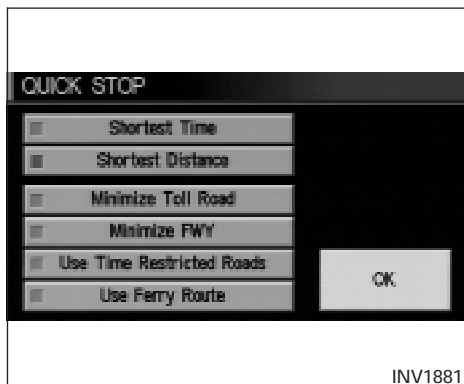 QUICK STOP
Shortest Time
Shortest Distance
Minimize Toll Road
Minimize FWY
Use Time Restricted Roads
Use Ferry Route
OK
INV1881